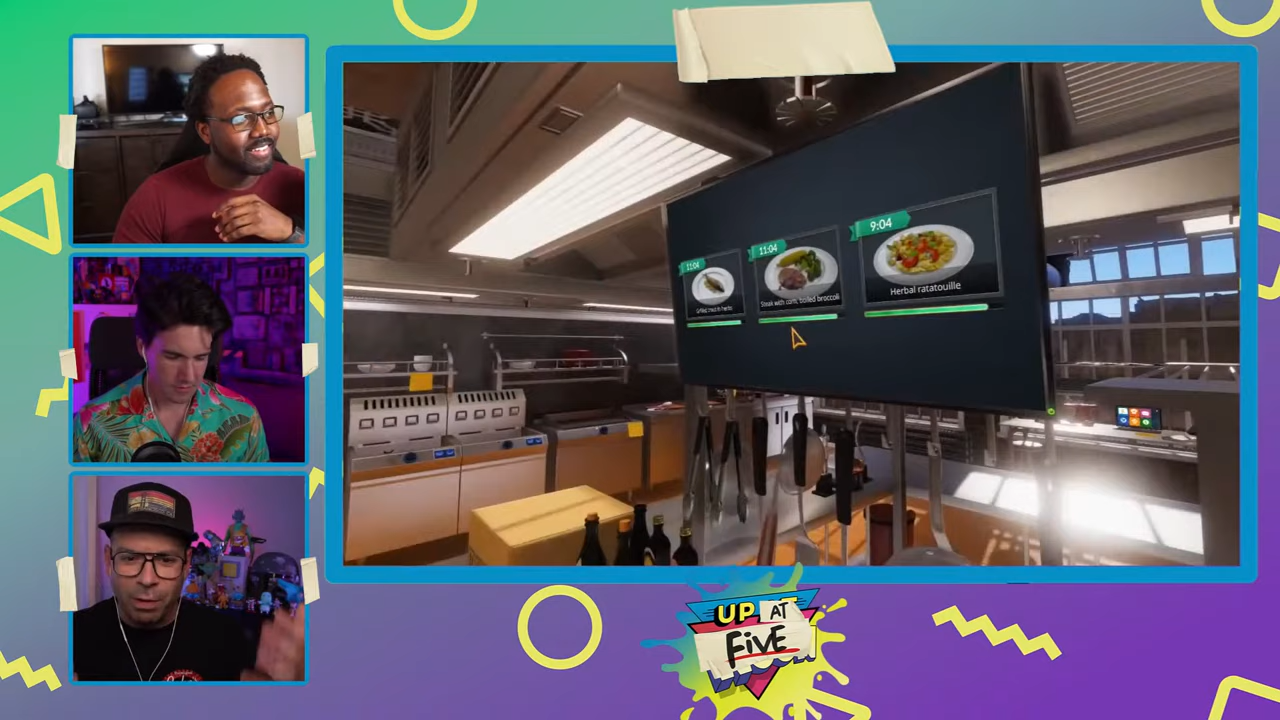 11:04
11:04
9:04
Steak with corn, boiled broccoli
Herbal ratatouille
UP AT
FiVE